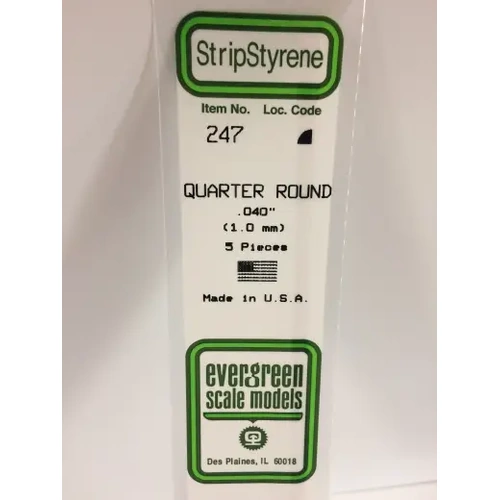 StripStyrene
Item No. Loc. Code
247
QUARTER ROUND
.040"
(1.0 mm)
5 Pieces
Made in U.S.A.
evergreen
scale models
Des Plaines, IL 60018